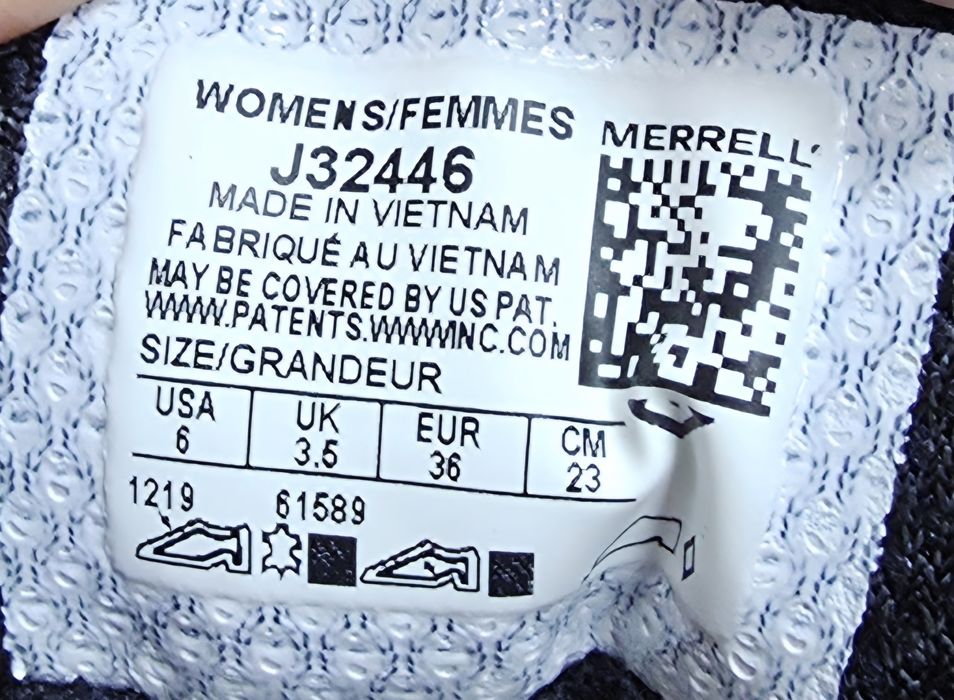 WOMENS/FEMMES
MERRELL
J32446
MADE IN VIETNAM
FABRIQUÉ AU VIETNAM
MAY BE COVERED BY US PAT.
WWW.PATENTS.WWWINC.COM
SIZE/GRANDEUR
USA UK EUR CM
6 3.5 36 23
1219 61589